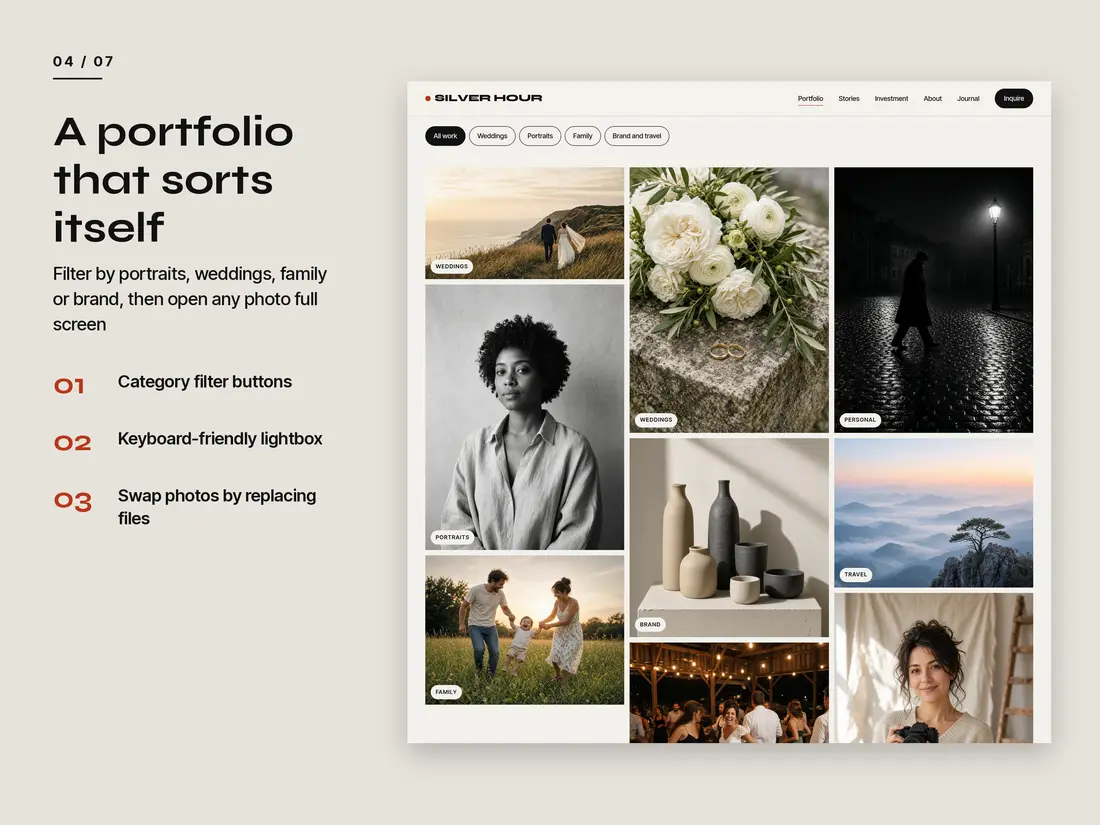 04 / 07
A portfolio
that sorts
itself
Filter by portraits, weddings, family
or brand, then open any photo full
screen
01 Category filter buttons
02 Keyboard-friendly lightbox
03 Swap photos by replacing
files
SILVER HOUR
Portfolio Stories Investment About Journal Inquire
All work Weddings Portraits Family Brand and travel
WEDDINGS
PORTRAITS
FAMILY
WEDDINGS
BRAND
PERSONAL
TRAVEL